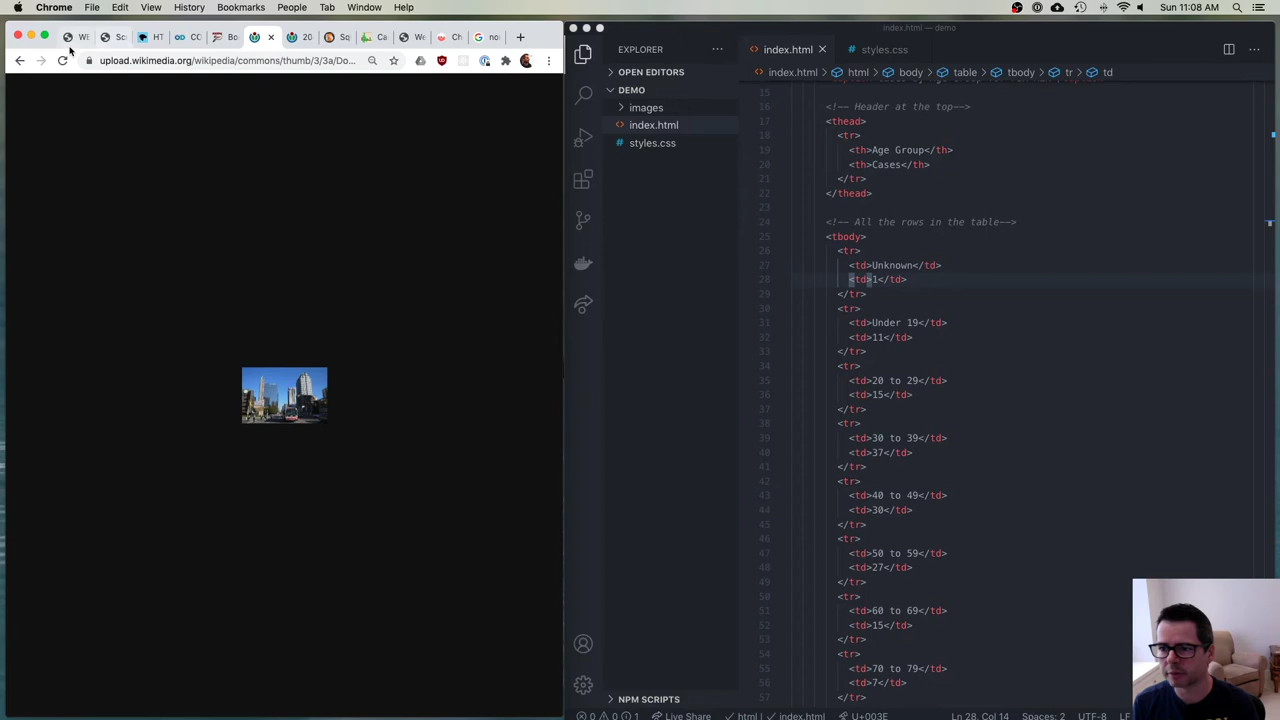 Chrome File Edit View History Bookmarks People Tab Window Help
Sun 11:08 AM
WE Sc HT CC 20 Sq Ca We Ch no
upload.wikimedia.org/wikipedia/commons/thumb/3/3a/Do...
index.html — demo
EXPLORER
OPEN EDITORS
DEMO
images
index.html
styles.css
NPM SCRIPTS
index.html styles.css
index.html > html > body > table > tbody > tr > td
15
16 <!-- Header at the top-->
17 <thead>
18 <tr>
19 <th>Age Group</th>
20 <th>Cases</th>
21 </tr>
22 </thead>
23
24 <!-- All the rows in the table-->
25 <tbody>
26 <tr>
27 <td>Unknown</td>
28 <td>1</td>
29 </tr>
30 <tr>
31 <td>Under 19</td>
32 <td>11</td>
33 </tr>
34 <tr>
35 <td>20 to 29</td>
36 <td>15</td>
37 </tr>
38 <tr>
39 <td>30 to 39</td>
40 <td>37</td>
41 </tr>
42 <tr>
43 <td>40 to 49</td>
44 <td>30</td>
45 </tr>
46 <tr>
47 <td>50 to 59</td>
48 <td>27</td>
49 </tr>
50 <tr>
51 <td>60 to 69</td>
52 <td>15</td>
53 </tr>
54 <tr>
55 <td>70 to 79</td>
56 <td>7</td>
57 </tr>
0 0 1 Live Share html index.html U+003E Ln 28, Col 14 Spaces: 2 UTF-8 LF